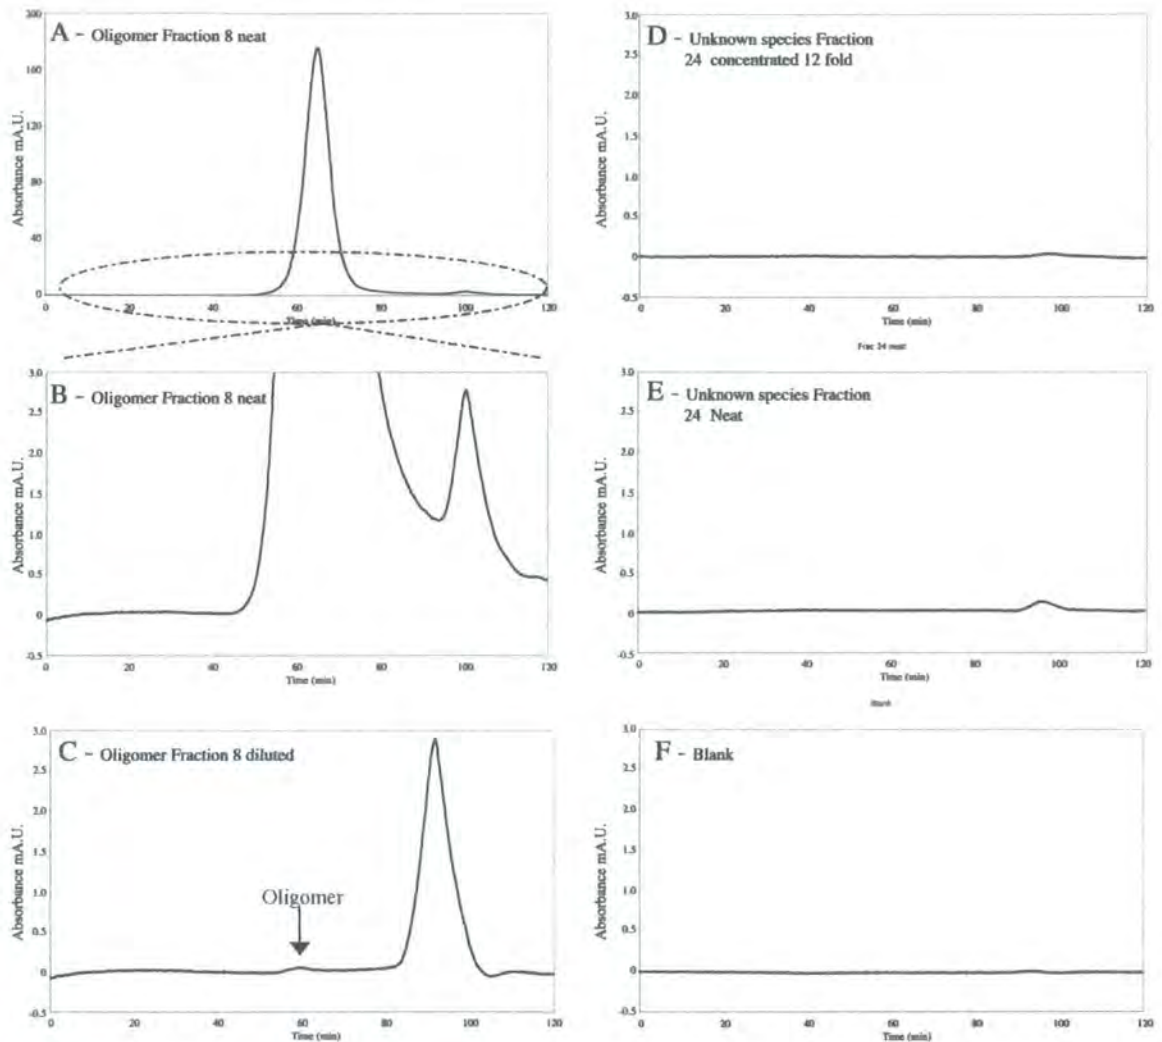 A - Oligomer Fraction 8 neat
Absorbance mA.U.
200
160
120
80
40
0
0 20 40 60 80 100 120
Time (min)
B - Oligomer Fraction 8 neat
Absorbance mA.U.
3.0
2.5
2.0
1.5
1.0
0.5
0
-0.5
0 20 40 60 80 100 120
Time (min)
C - Oligomer Fraction 8 diluted
Absorbance mA.U.
3.0
2.5
2.0
1.5
1.0
0.5
0
-0.5
Oligomer
0 20 40 60 80 100 120
Time (min)
D - Unknown species Fraction
24 concentrated 12 fold
Absorbance mA.U.
3.0
2.5
2.0
1.5
1.0
0.5
0
-0.5
0 20 40 60 80 100 120
Time (min)
Frac 24 neat
E - Unknown species Fraction
24 Neat
Absorbance mA.U.
3.0
2.5
2.0
1.5
1.0
0.5
0
-0.5
0 20 40 60 80 100 120
Time (min)
F - Blank
Absorbance mA.U.
3.0
2.5
2.0
1.5
1.0
0.5
0
-0.5
0 20 40 60 80 100 120
Time (min)